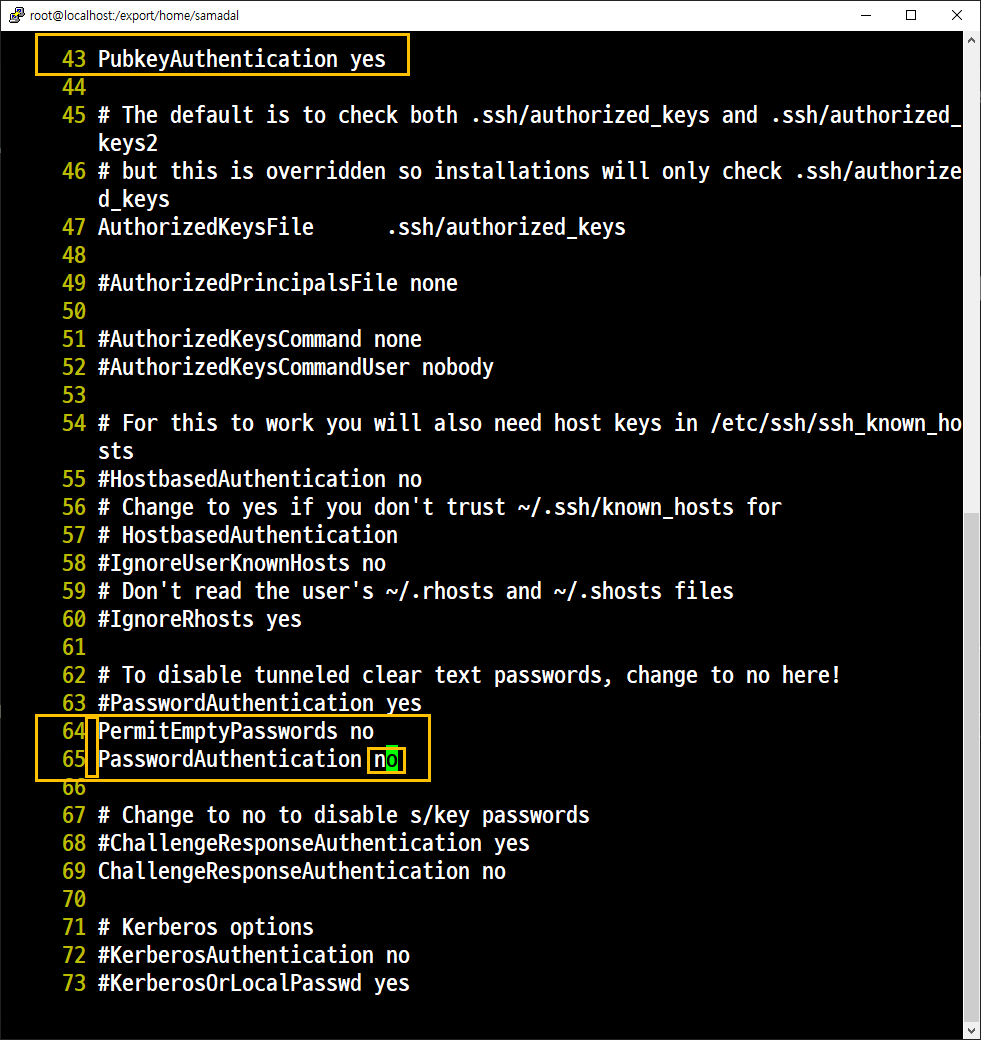 root@localhost:/export/home/samadal
43 PubkeyAuthentication yes
44
45 # The default is to check both .ssh/authorized_keys and .ssh/authorized_
keys2
46 # but this is overridden so installations will only check .ssh/authorize
d_keys
47 AuthorizedKeysFile      .ssh/authorized_keys
48
49 #AuthorizedPrincipalsFile none
50
51 #AuthorizedKeysCommand none
52 #AuthorizedKeysCommandUser nobody
53
54 # For this to work you will also need host keys in /etc/ssh/ssh_known_ho
sts
55 #HostbasedAuthentication no
56 # Change to yes if you don't trust ~/.ssh/known_hosts for
57 # HostbasedAuthentication
58 #IgnoreUserKnownHosts no
59 # Don't read the user's ~/.rhosts and ~/.shosts files
60 #IgnoreRhosts yes
61
62 # To disable tunneled clear text passwords, change to no here!
63 #PasswordAuthentication yes
64 PermitEmptyPasswords no
65 PasswordAuthentication no
66
67 # Change to no to disable s/key passwords
68 #ChallengeResponseAuthentication yes
69 ChallengeResponseAuthentication no
70
71 # Kerberos options
72 #KerberosAuthentication no
73 #KerberosOrLocalPasswd yes